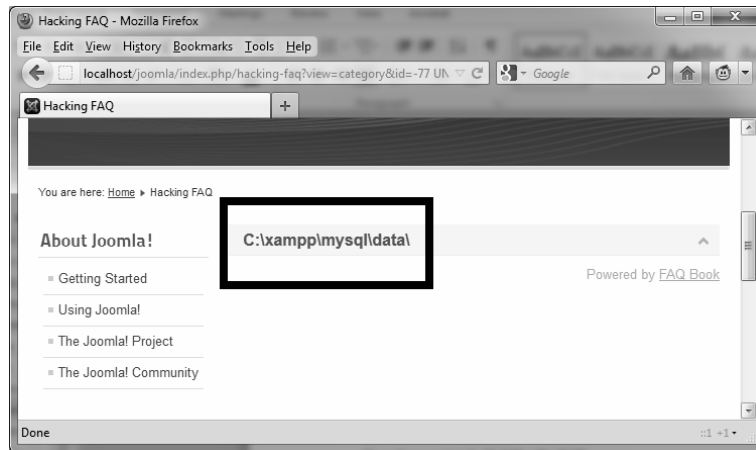 Hacking FAQ - Mozilla Firefox
File Edit View History Bookmarks Tools Help
localhost/joomla/index.php/hacking-faq?view=category&id=-77 UN Google
Hacking FAQ
You are here: Home Hacking FAQ
About Joomla!
C:\xampp\mysql\data\
Getting Started
Powered by FAQ Book
Using Joomla!
The Joomla! Project
The Joomla! Community
Done
::1 +1